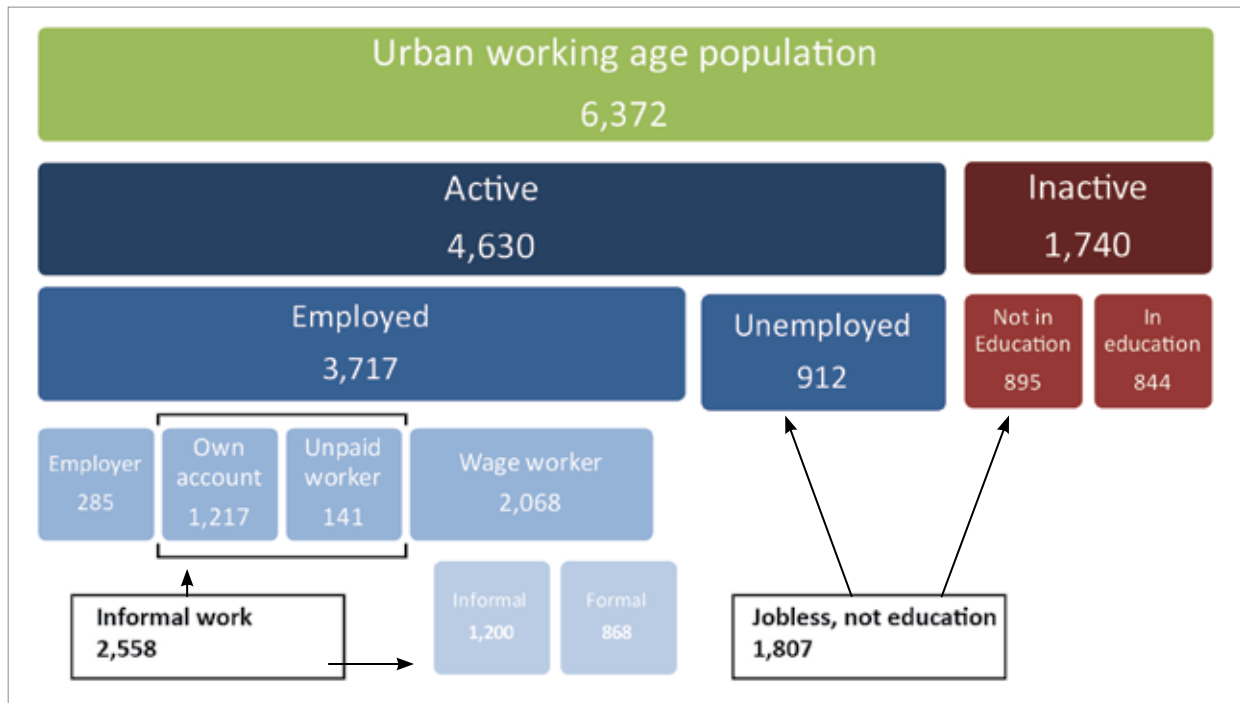 Urban working age population
6,372
Active
4,630
Inactive
1,740
Employed
3,717
Unemployed
912
Not in
Education
895
In
education
844
Employer
285
Own
account
1,217
Unpaid
worker
141
Wage worker
2,068
Informal work
2,558
Informal
1,200
Formal
868
Jobless, not education
1,807